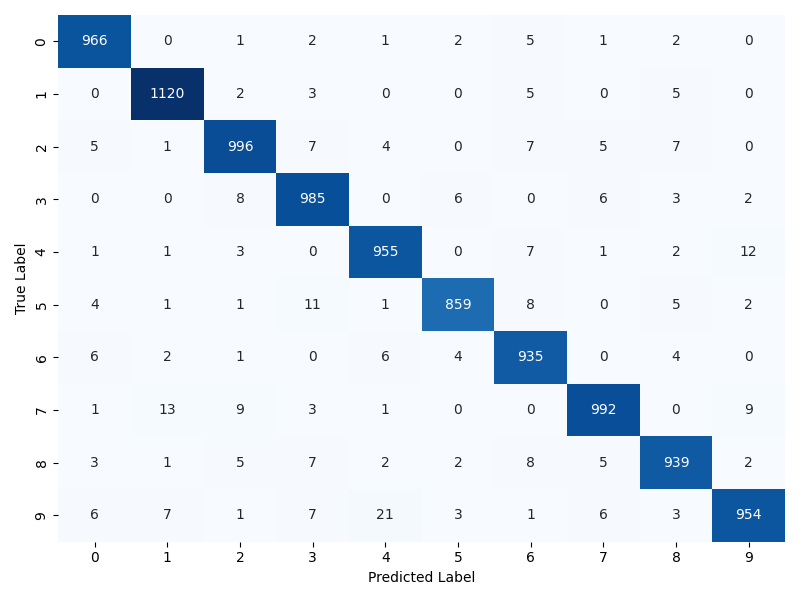 0 966 0 1 2 1 2 5 1 2 0
1 0 1120 2 3 0 0 5 0 5 0
2 5 1 996 7 4 0 7 5 7 0
3 0 0 8 985 0 6 0 6 3 2
4 1 1 3 0 955 0 7 1 2 12
5 4 1 1 11 1 859 8 0 5 2
6 6 2 1 0 6 4 935 0 4 0
7 1 13 9 3 1 0 0 992 0 9
8 3 1 5 7 2 2 8 5 939 2
9 6 7 1 7 21 3 1 6 3 954
0 1 2 3 4 5 6 7 8 9
Predicted Label
True Label